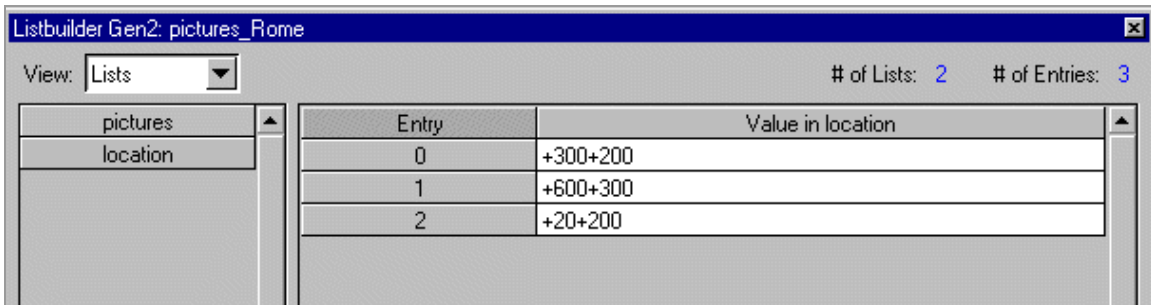 Listbuilder Gen2: pictures_Rome
View: Lists # of Lists: 2 # of Entries: 3
pictures Entry Value in location
location 0 +300+200
1 +600+300
2 +20+200